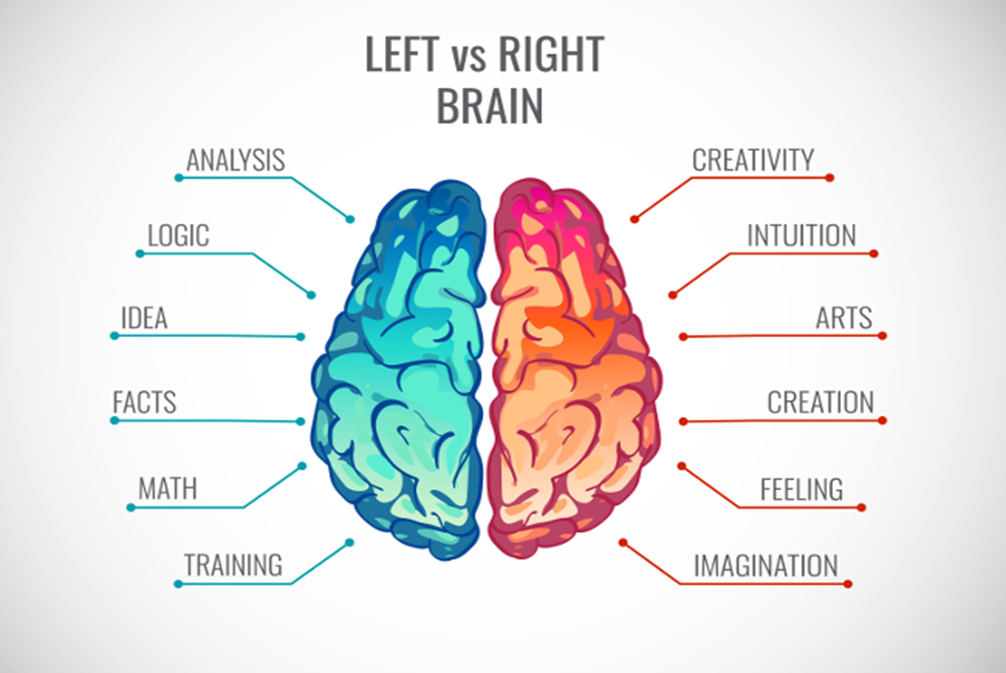 LEFT vs RIGHT
BRAIN
ANALYSIS
LOGIC
IDEA
FACTS
MATH
TRAINING
CREATIVITY
INTUITION
ARTS
CREATION
FEELING
IMAGINATION